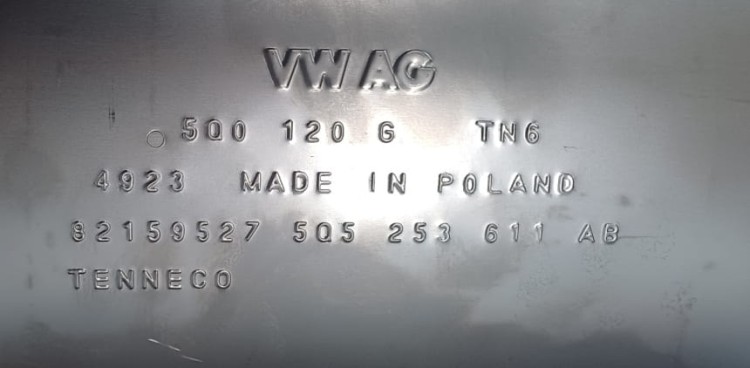 VW AG
5Q0 120 G TN6
4923 MADE IN POLAND
82159527 5Q5 253 611 AB
TENNECO